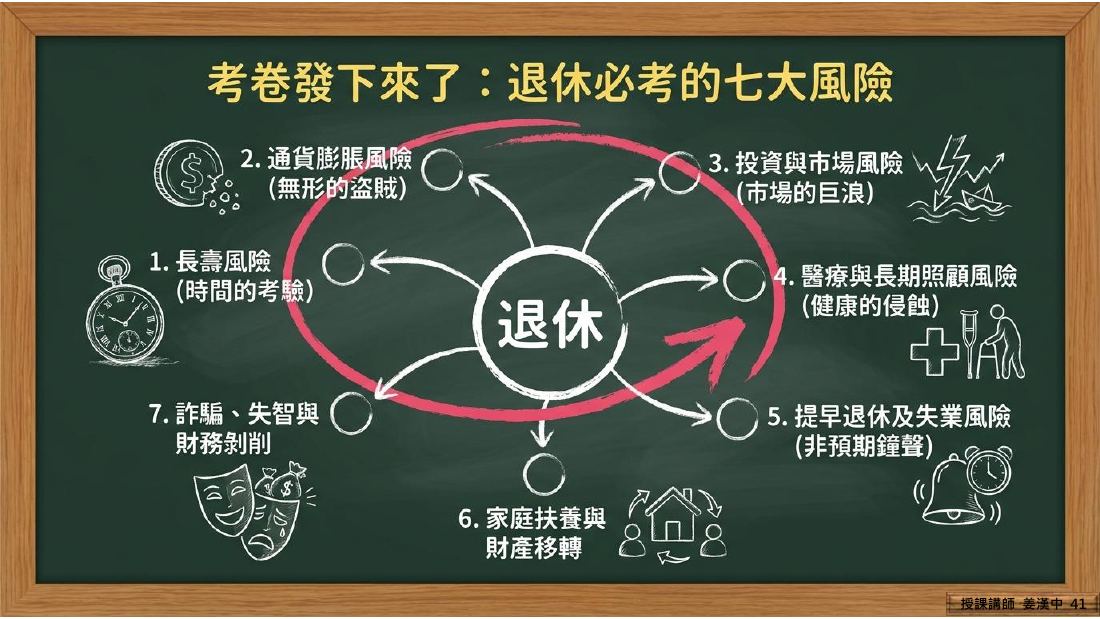 考卷發下來了：退休必考的七大風險
1. 長壽風險
(時間的考驗)
2. 通貨膨脹風險
(無形的盜賊)
3. 投資與市場風險
(市場的巨浪)
4. 醫療與長期照顧風險
(健康的侵蝕)
5. 提早退休及失業風險
(非預期鐘聲)
6. 家庭扶養與
財產移轉
7. 詐騙、失智與
財務剝削
退休
授課講師 姜漢中 41